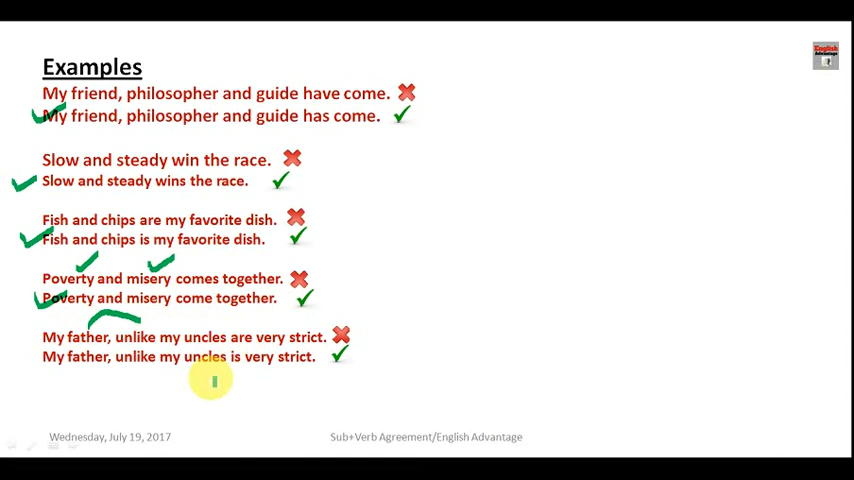 English
Advantage
Examples
My friend, philosopher and guide have come.
My friend, philosopher and guide has come.
Slow and steady win the race.
Slow and steady wins the race.
Fish and chips are my favorite dish.
Fish and chips is my favorite dish.
Poverty and misery comes together.
Poverty and misery come together.
My father, unlike my uncles are very strict.
My father, unlike my uncles is very strict.
Wednesday, July 19, 2017
Sub+Verb Agreement/English Advantage